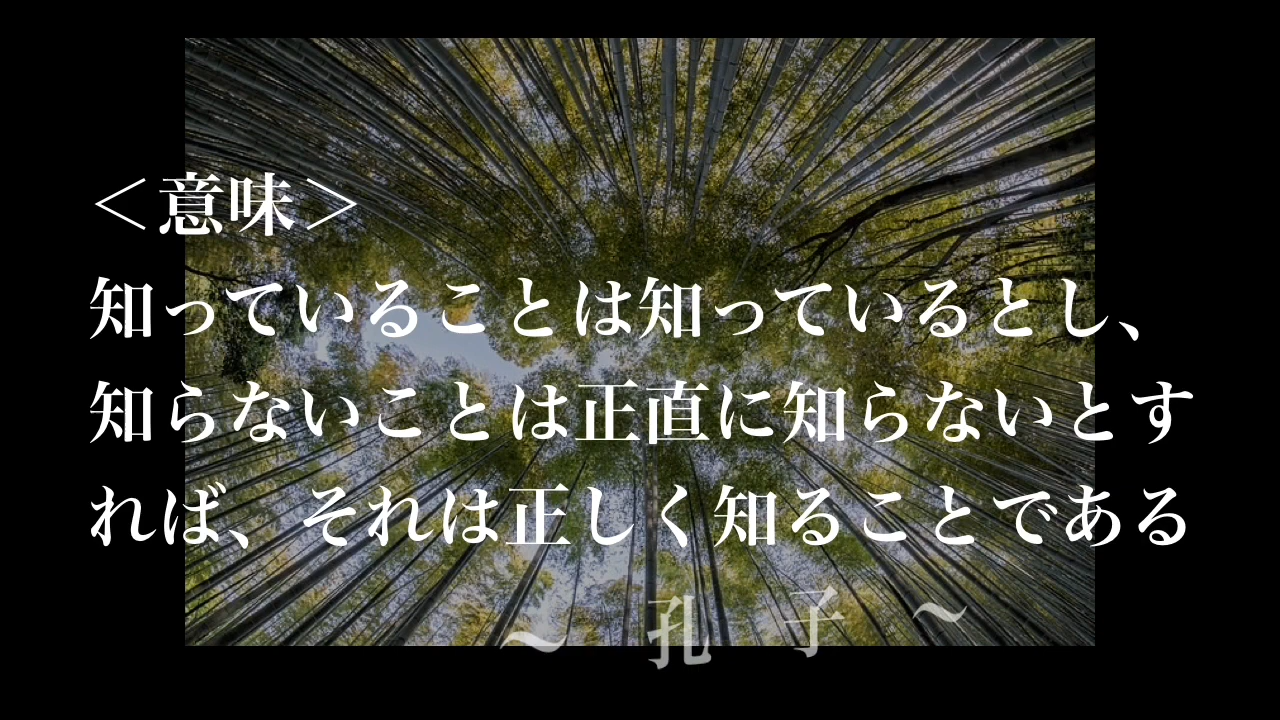 ＜意味＞
知っていることは知っているとし、
知らないことは正直に知らないとす
れば、それは正しく知ることである
～ 孔 子 ～